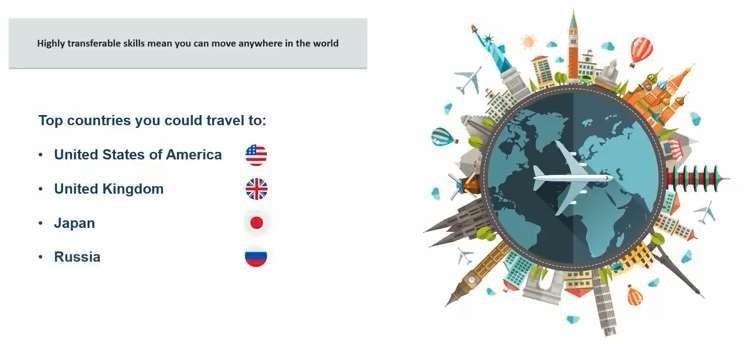 Highly transferable skills mean you can move anywhere in the world
Top countries you could travel to:
• United States of America
• United Kingdom
• Japan
• Russia